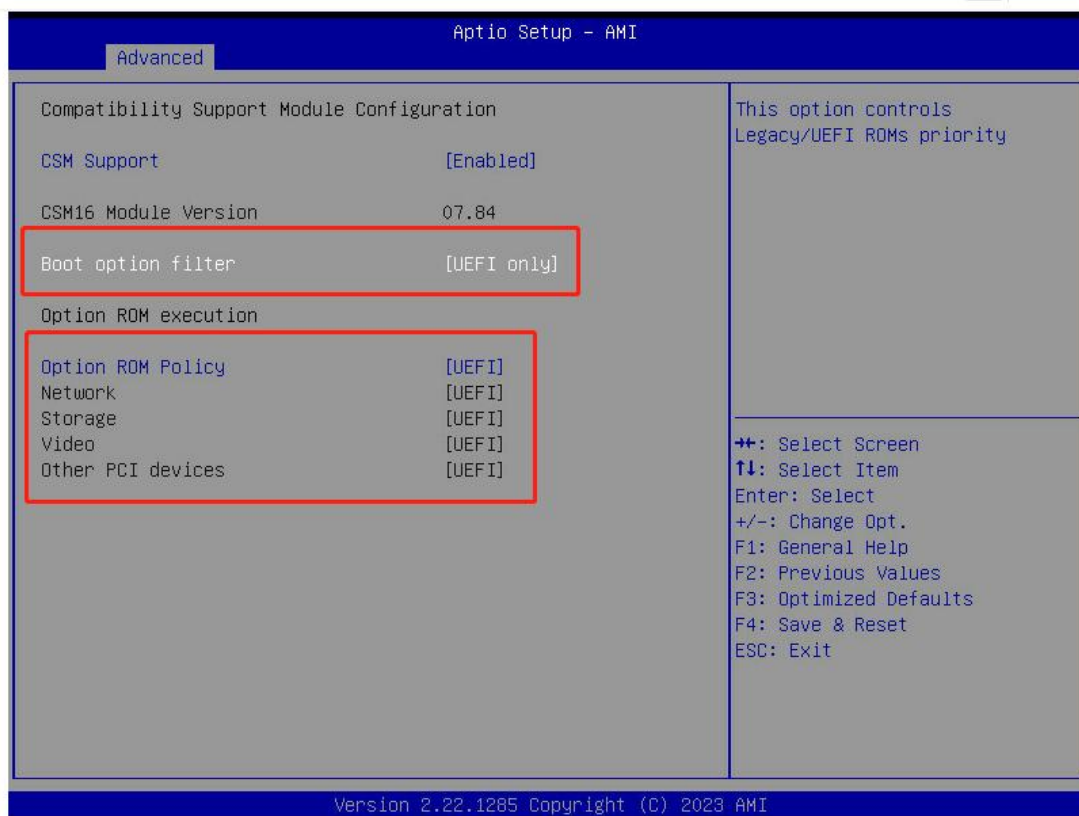 Aptio Setup – AMI
Advanced
Compatibility Support Module Configuration
CSM Support [Enabled]
CSM16 Module Version 07.84
Boot option filter [UEFI only]
Option ROM execution
Option ROM Policy [UEFI]
Network [UEFI]
Storage [UEFI]
Video [UEFI]
Other PCI devices [UEFI]
This option controls
Legacy/UEFI ROMs priority
→←: Select Screen
↑↓: Select Item
Enter: Select
+/-: Change Opt.
F1: General Help
F2: Previous Values
F3: Optimized Defaults
F4: Save & Reset
ESC: Exit
Version 2.22.1285 Copyright (C) 2023 AMI